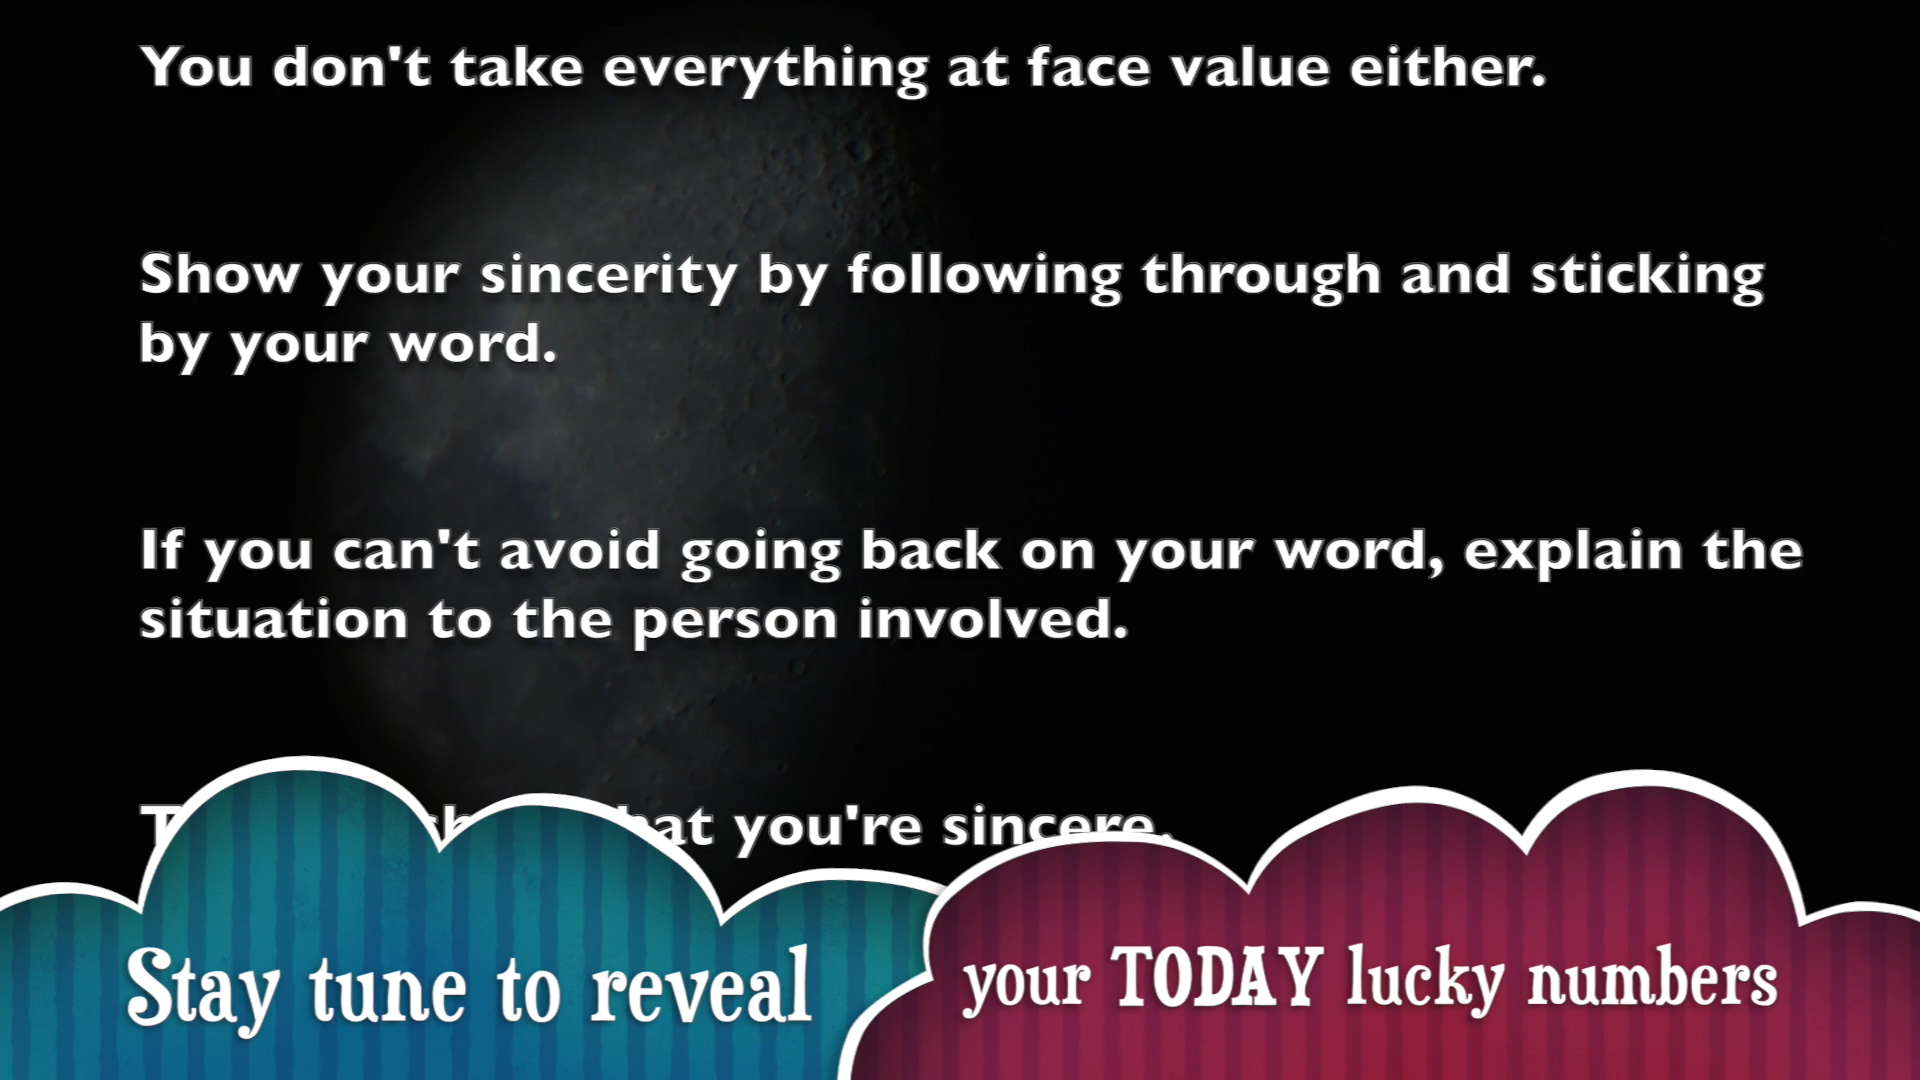 You don't take everything at face value either.
Show your sincerity by following through and sticking
by your word.
If you can't avoid going back on your word, explain the
situation to the person involved.
you're sincere.
Stay tune to reveal
your TODAY lucky numbers